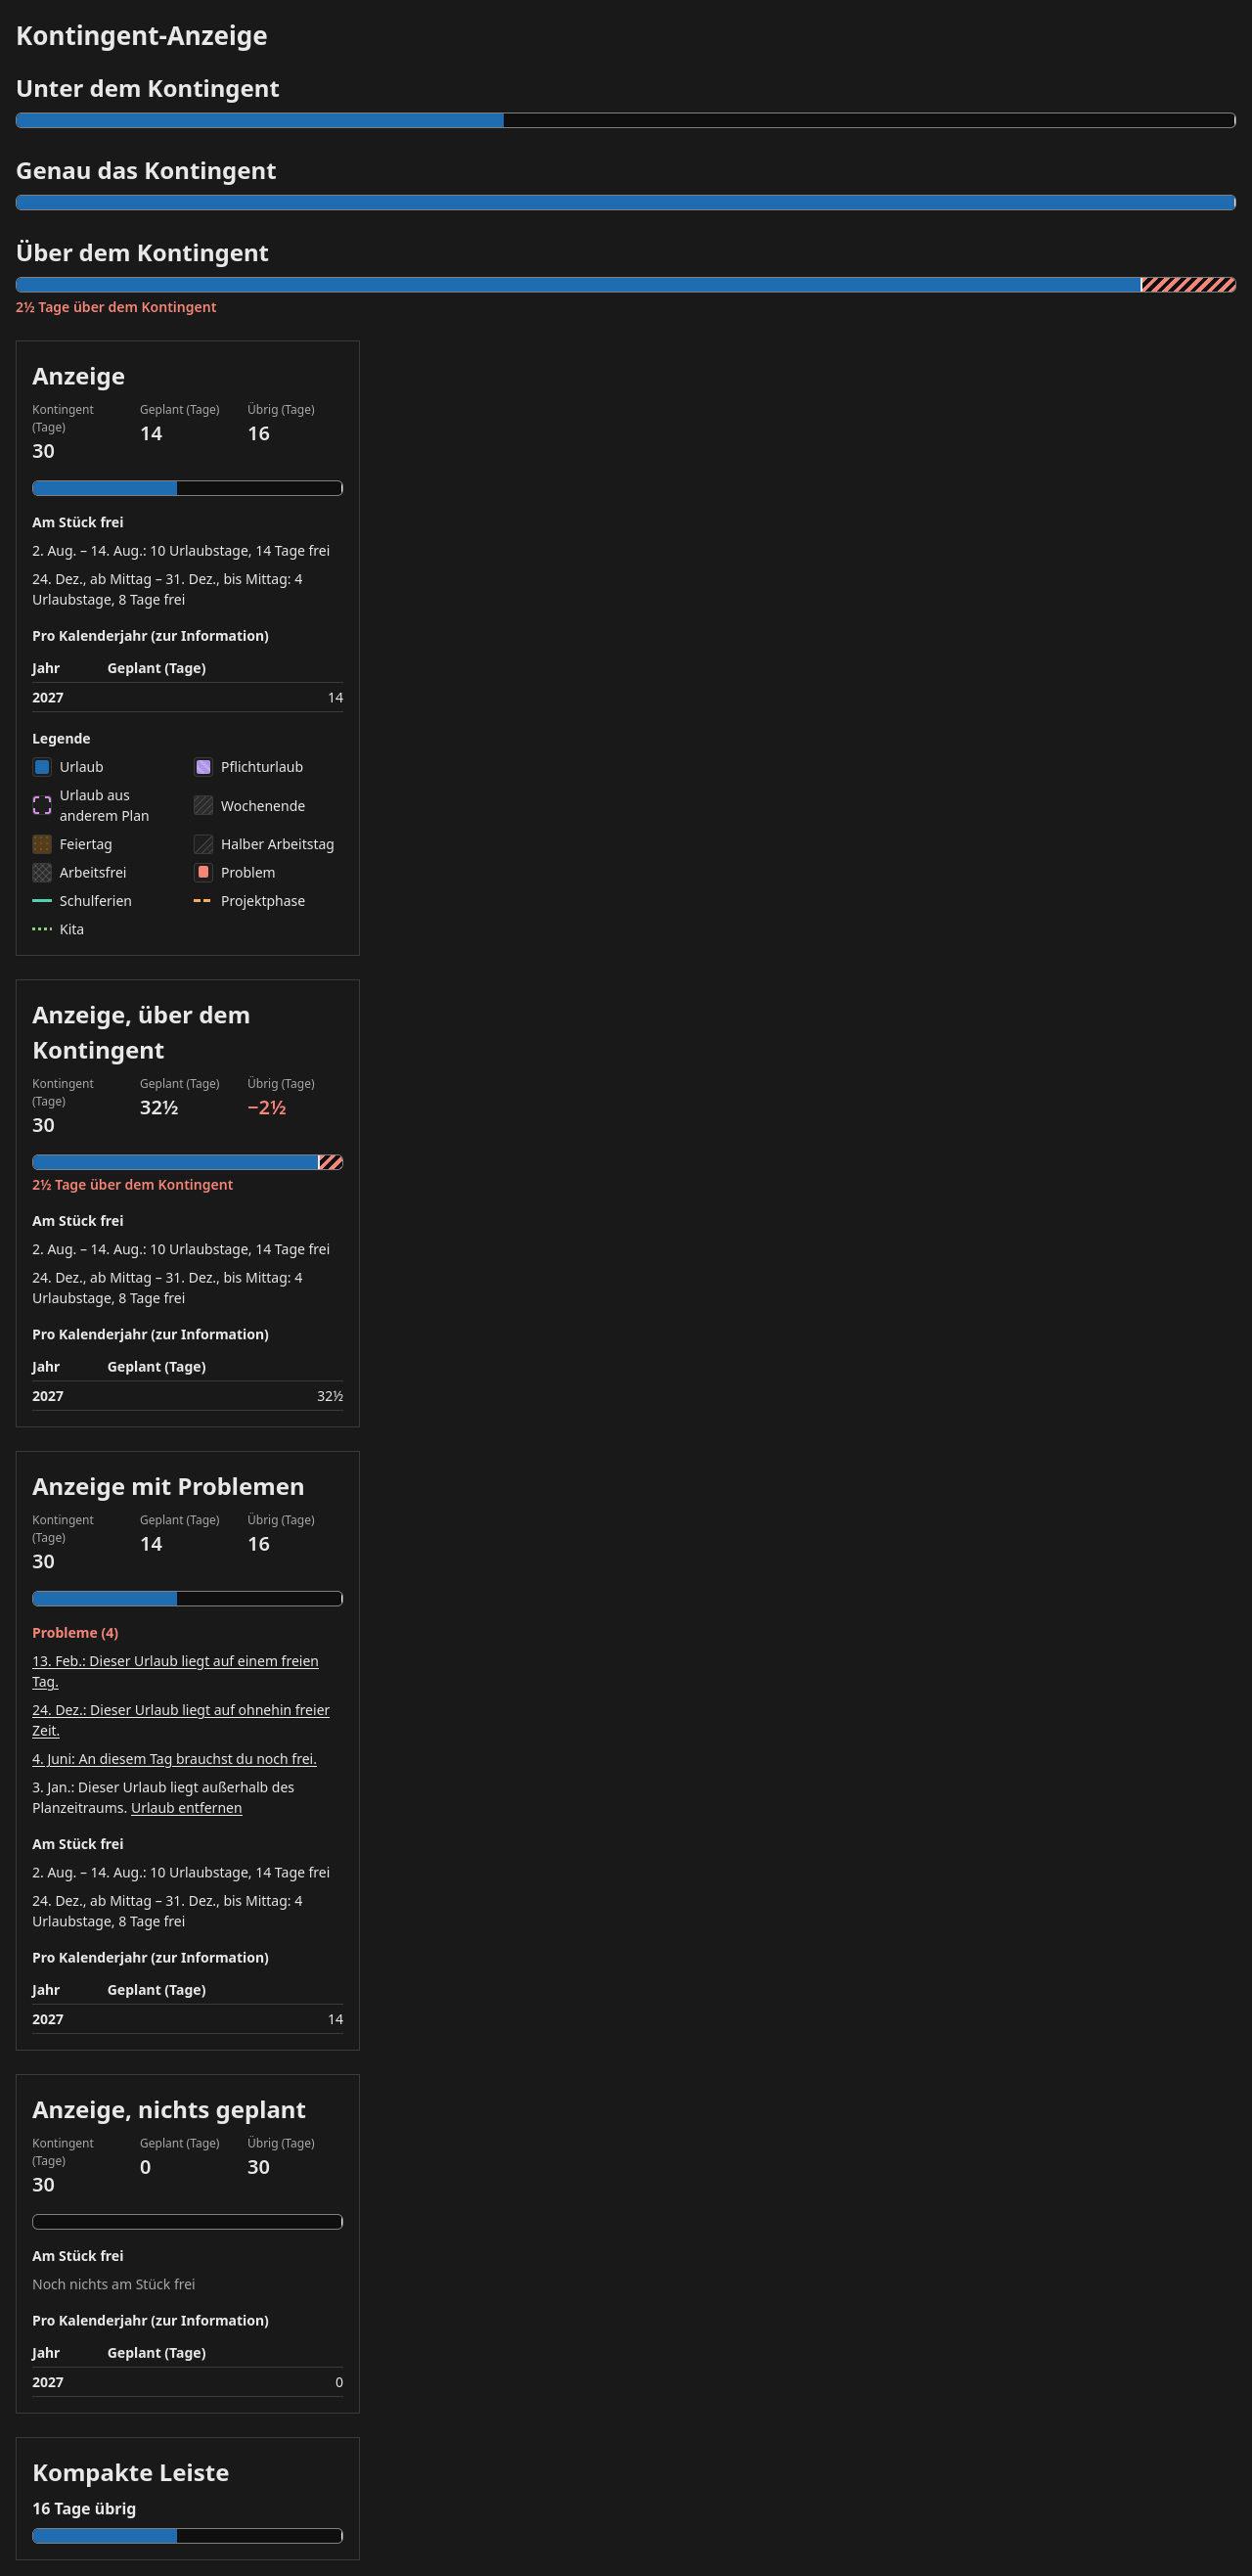 Kontingent-Anzeige
Unter dem Kontingent
Genau das Kontingent
Über dem Kontingent
2½ Tage über dem Kontingent
Anzeige
Kontingent (Tage)
30
Geplant (Tage)
14
Übrig (Tage)
16
Am Stück frei
2. Aug. – 14. Aug.: 10 Urlaubstage, 14 Tage frei
24. Dez., ab Mittag – 31. Dez., bis Mittag: 4
Urlaubstage, 8 Tage frei
Pro Kalenderjahr (zur Information)
Jahr Geplant (Tage)
2027 14
Legende
Urlaub
Pflichturlaub
Urlaub aus
anderem Plan
Wochenende
Feiertag
Halber Arbeitstag
Arbeitsfrei
Problem
Schulferien
Projektphase
Kita
Anzeige, über dem
Kontingent
Kontingent (Tage)
30
Geplant (Tage)
32½
Übrig (Tage)
−2½
2½ Tage über dem Kontingent
Am Stück frei
2. Aug. – 14. Aug.: 10 Urlaubstage, 14 Tage frei
24. Dez., ab Mittag – 31. Dez., bis Mittag: 4
Urlaubstage, 8 Tage frei
Pro Kalenderjahr (zur Information)
Jahr Geplant (Tage)
2027 32½
Anzeige mit Problemen
Kontingent (Tage)
30
Geplant (Tage)
14
Übrig (Tage)
16
Probleme (4)
13. Feb.: Dieser Urlaub liegt auf einem freien
Tag.
24. Dez.: Dieser Urlaub liegt auf ohnehin freier
Zeit.
4. Juni: An diesem Tag brauchst du noch frei.
3. Jan.: Dieser Urlaub liegt außerhalb des
Planzeitraums. Urlaub entfernen
Am Stück frei
2. Aug. – 14. Aug.: 10 Urlaubstage, 14 Tage frei
24. Dez., ab Mittag – 31. Dez., bis Mittag: 4
Urlaubstage, 8 Tage frei
Pro Kalenderjahr (zur Information)
Jahr Geplant (Tage)
2027 14
Anzeige, nichts geplant
Kontingent (Tage)
30
Geplant (Tage)
0
Übrig (Tage)
30
Am Stück frei
Noch nichts am Stück frei
Pro Kalenderjahr (zur Information)
Jahr Geplant (Tage)
2027 0
Kompakte Leiste
16 Tage übrig